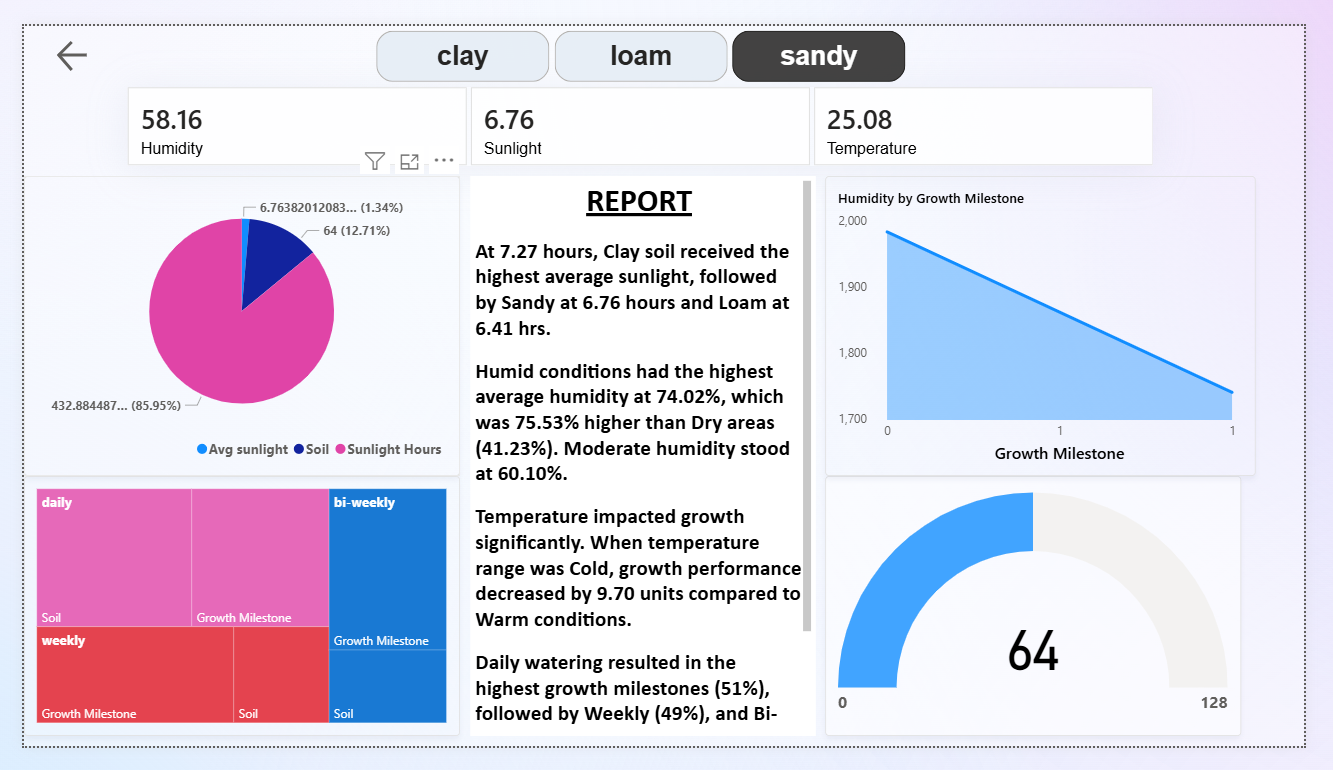 clay
loam
sandy
58.16
Humidity
6.76
Sunlight
25.08
Temperature
6.76382012083... (1.34%)
64 (12.71%)
432.884487... (85.95%)
Avg sunlight Soil Sunlight Hours
REPORT
At 7.27 hours, Clay soil received the
highest average sunlight, followed
by Sandy at 6.76 hours and Loam at
6.41 hrs.
Humid conditions had the highest
average humidity at 74.02%, which
was 75.53% higher than Dry areas
(41.23%). Moderate humidity stood
at 60.10%.
Temperature impacted growth
significantly. When temperature
range was Cold, growth performance
decreased by 9.70 units compared to
Warm conditions.
Daily watering resulted in the
highest growth milestones (51%),
followed by Weekly (49%), and Bi-
Humidity by Growth Milestone
2,000
1,900
1,800
1,700
0 1 1
Growth Milestone
daily
Soil
Growth Milestone
weekly
Growth Milestone
Soil
bi-weekly
Growth Milestone
Soil
64
0
128